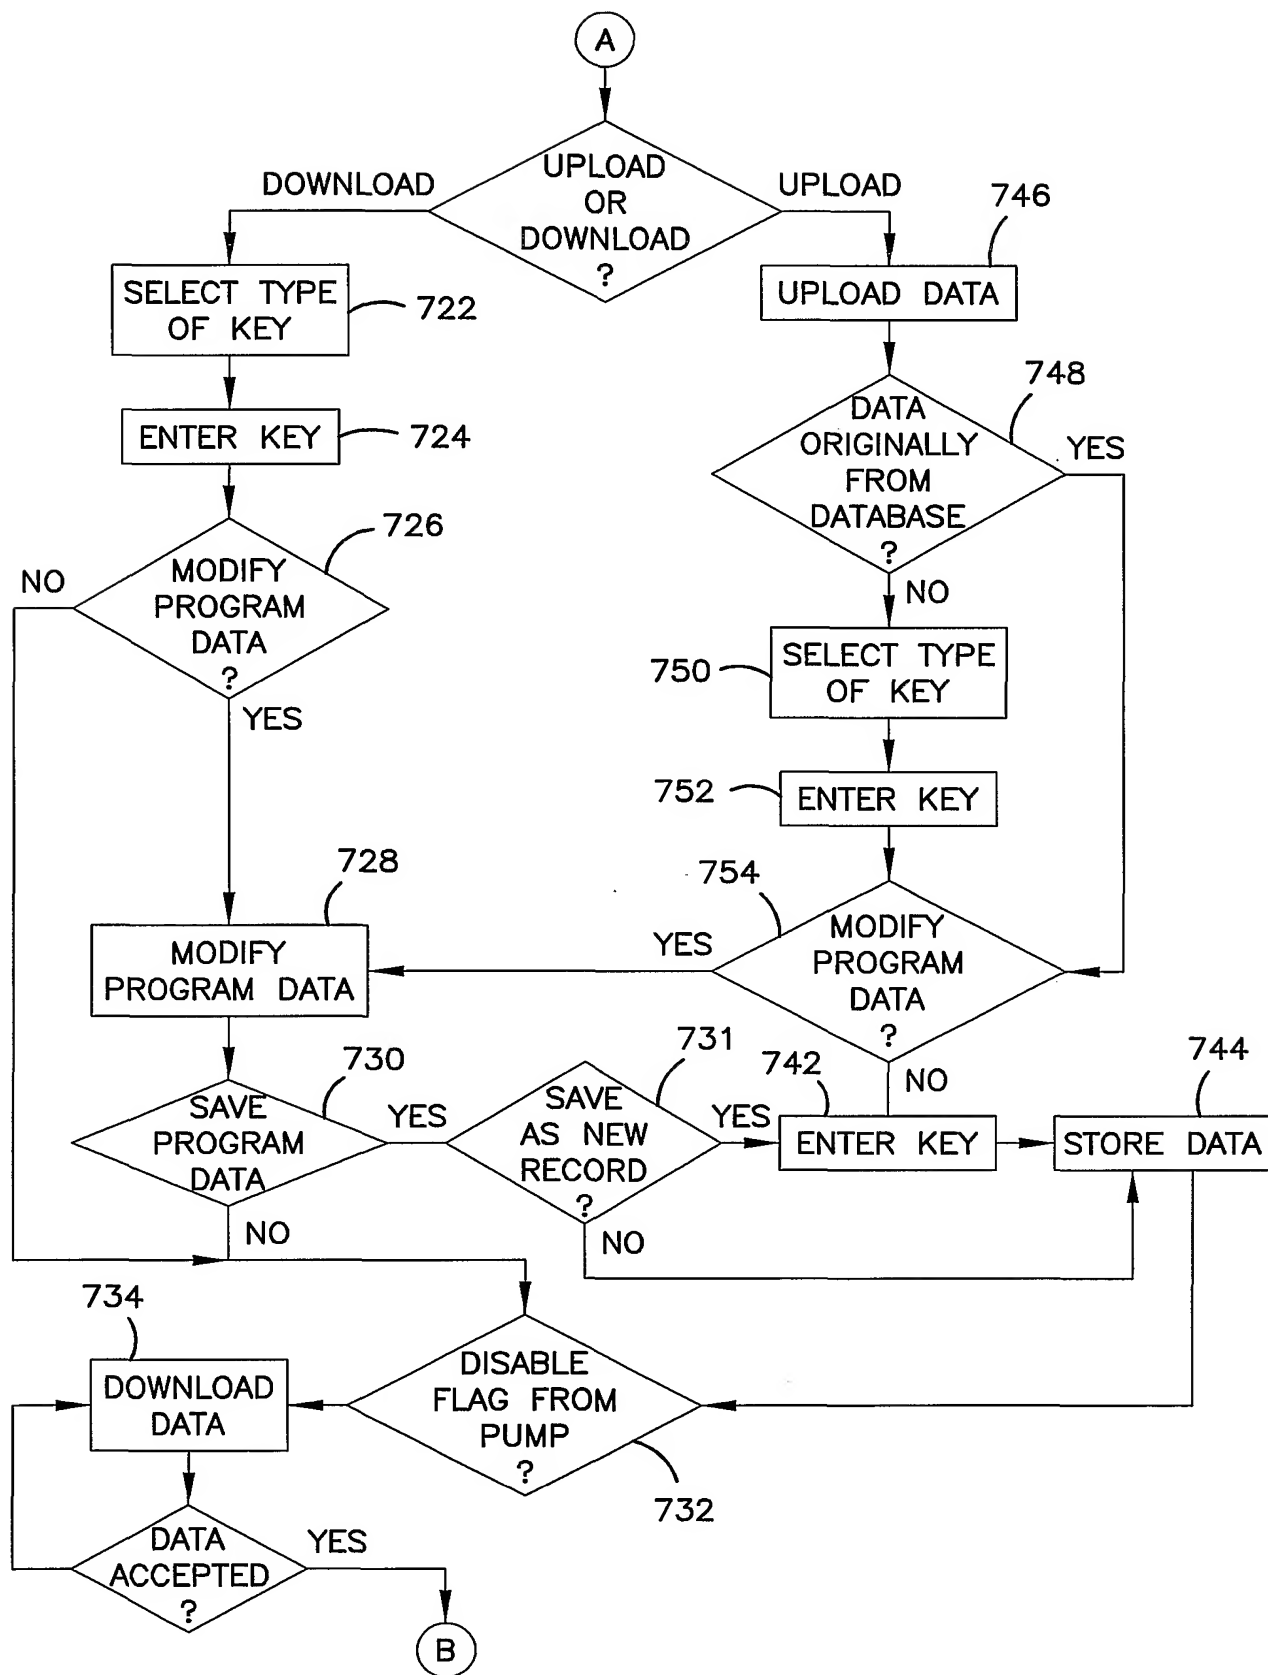 A
DOWNLOAD
UPLOAD
OR
DOWNLOAD
?
UPLOAD
746
SELECT TYPE
OF KEY
722
UPLOAD DATA
ENTER KEY
724
748
DATA
ORIGINALLY
FROM
DATABASE
?
YES
NO
726
NO
MODIFY
PROGRAM
DATA
?
YES
750
SELECT TYPE
OF KEY
752
ENTER KEY
728
MODIFY
PROGRAM DATA
754
YES
MODIFY
PROGRAM
DATA
?
NO
730
SAVE
PROGRAM
DATA
YES
NO
731
SAVE
AS NEW
RECORD
?
YES
NO
742
ENTER KEY
744
STORE DATA
734
DOWNLOAD
DATA
DISABLE
FLAG FROM
PUMP
?
732
DATA
ACCEPTED
?
YES
B